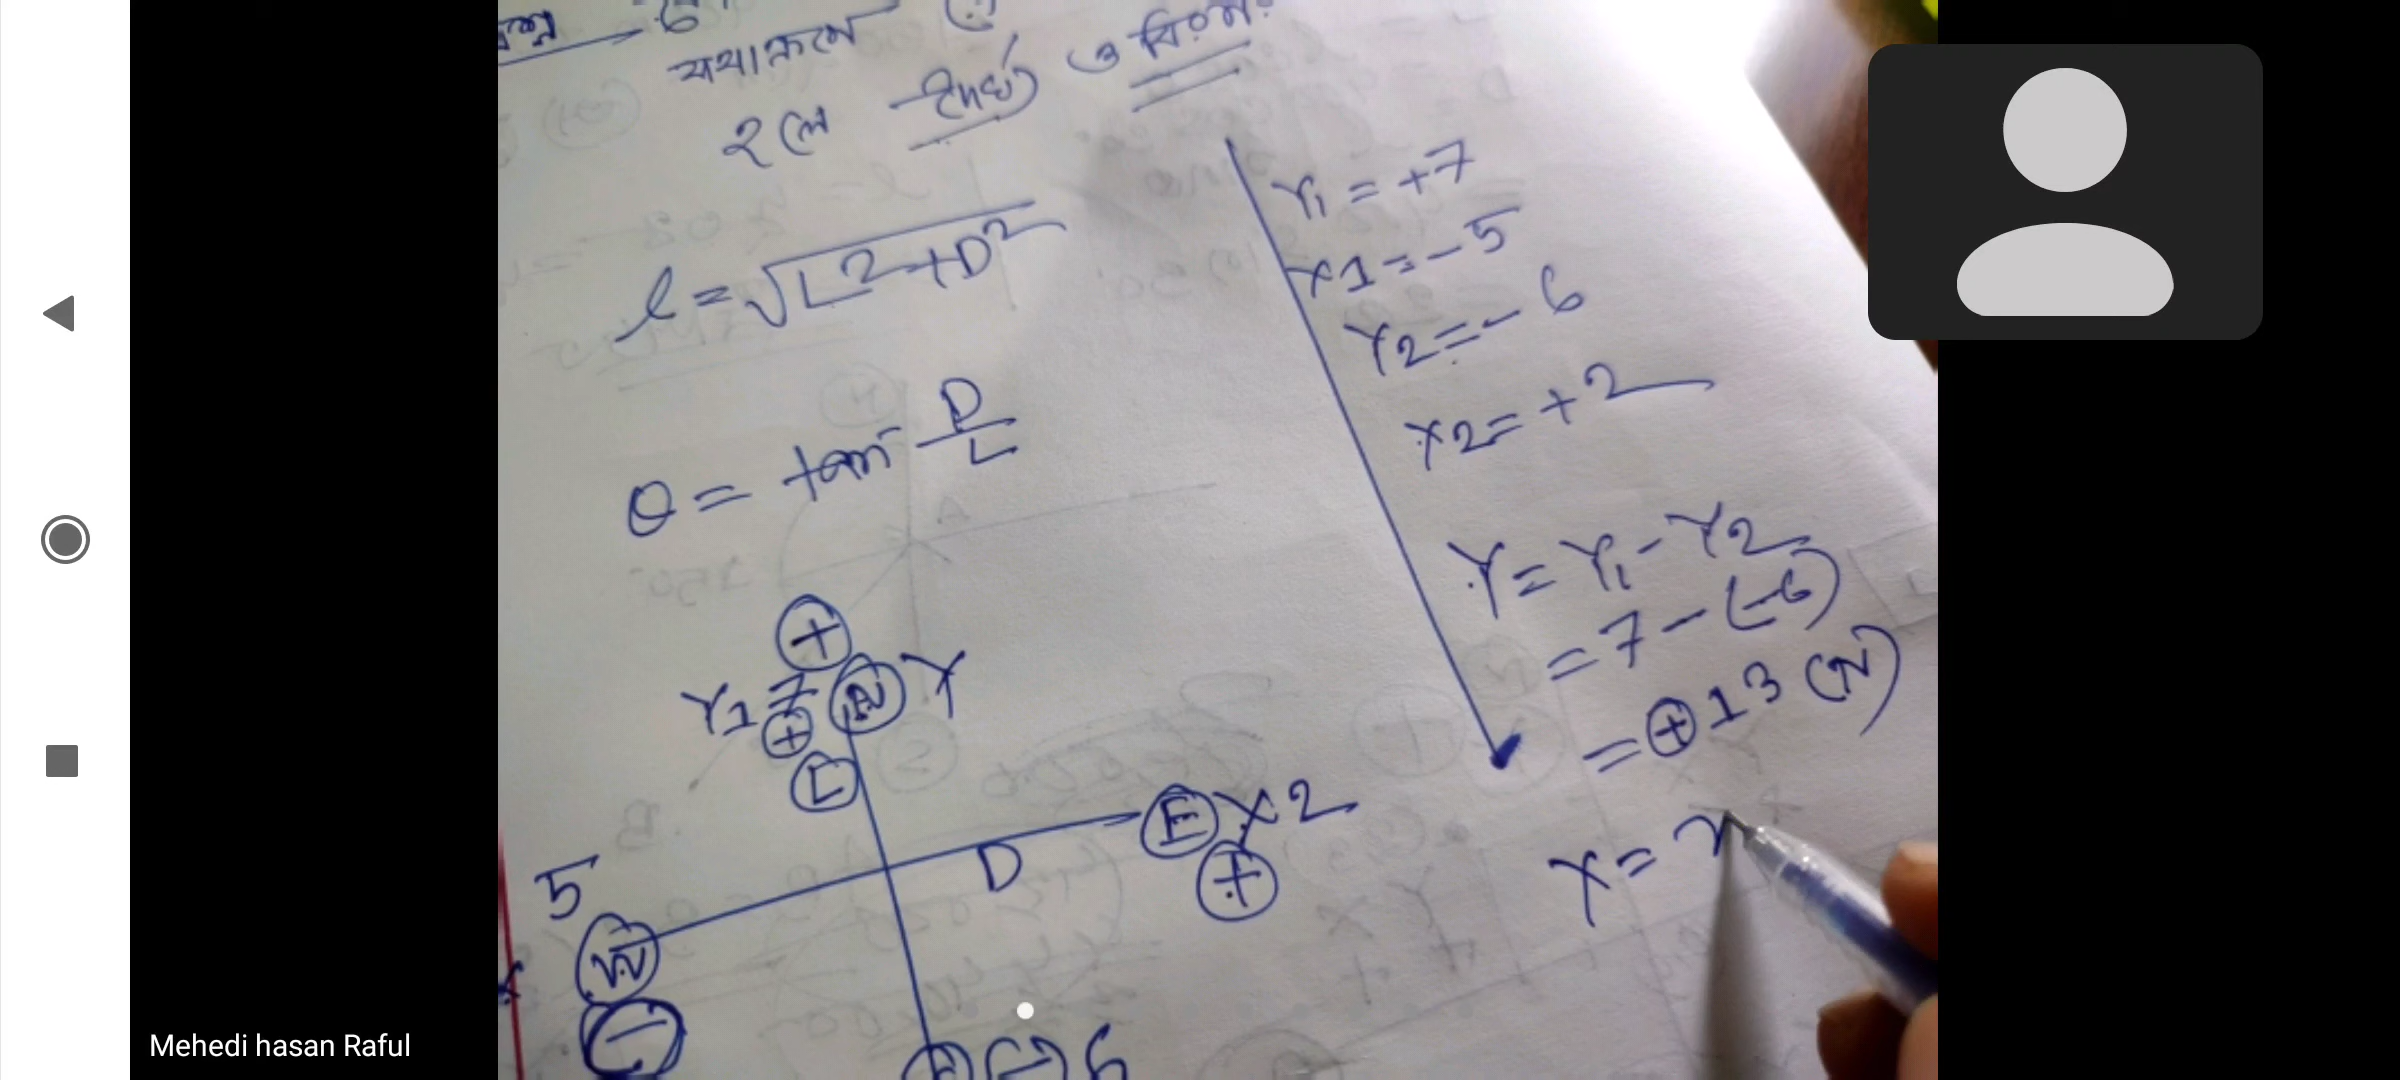 যথাক্রমে
হলে দৈর্ঘ্য ও বিয়ারিং
l = √L²+D²
θ = tan⁻ D/L
Y1 = 7
+
+
N Y
L
5
W
−
D
E X2
+
(−) 6
Y₁ = +7
X1 = −5
Y2 = −6
X2 = +2
Y = Y₁ − Y2
= 7 − (−6)
= +13 (N)
X =
Mehedi hasan Raful